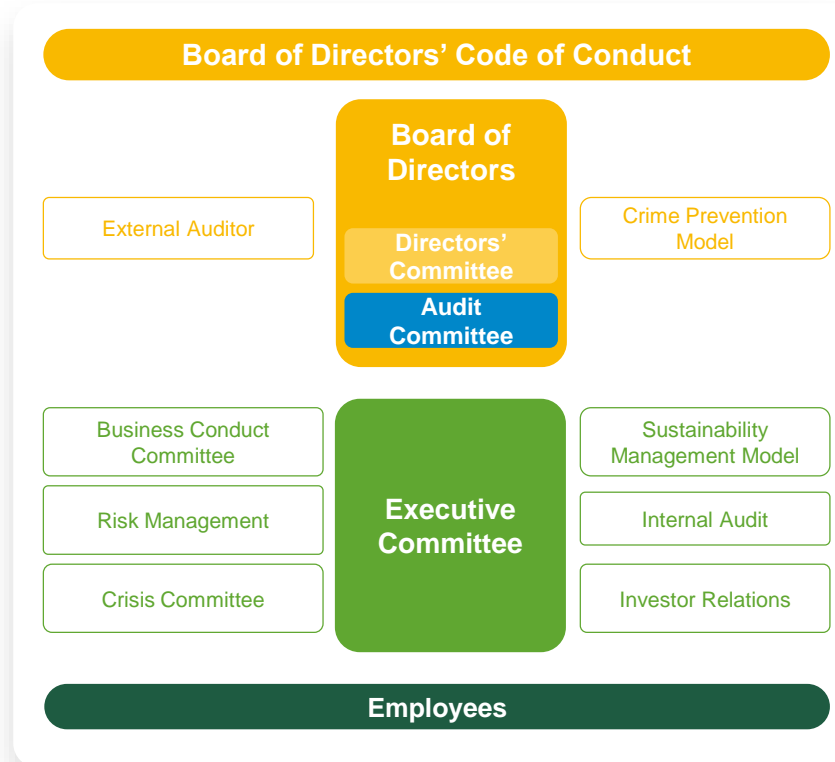 Board of Directors’ Code of Conduct
Board of
Directors
External Auditor
Directors’
Committee
Audit
Committee
Crime Prevention
Model
Business Conduct
Committee
Risk Management
Crisis Committee
Executive
Committee
Sustainability
Management Model
Internal Audit
Investor Relations
Employees